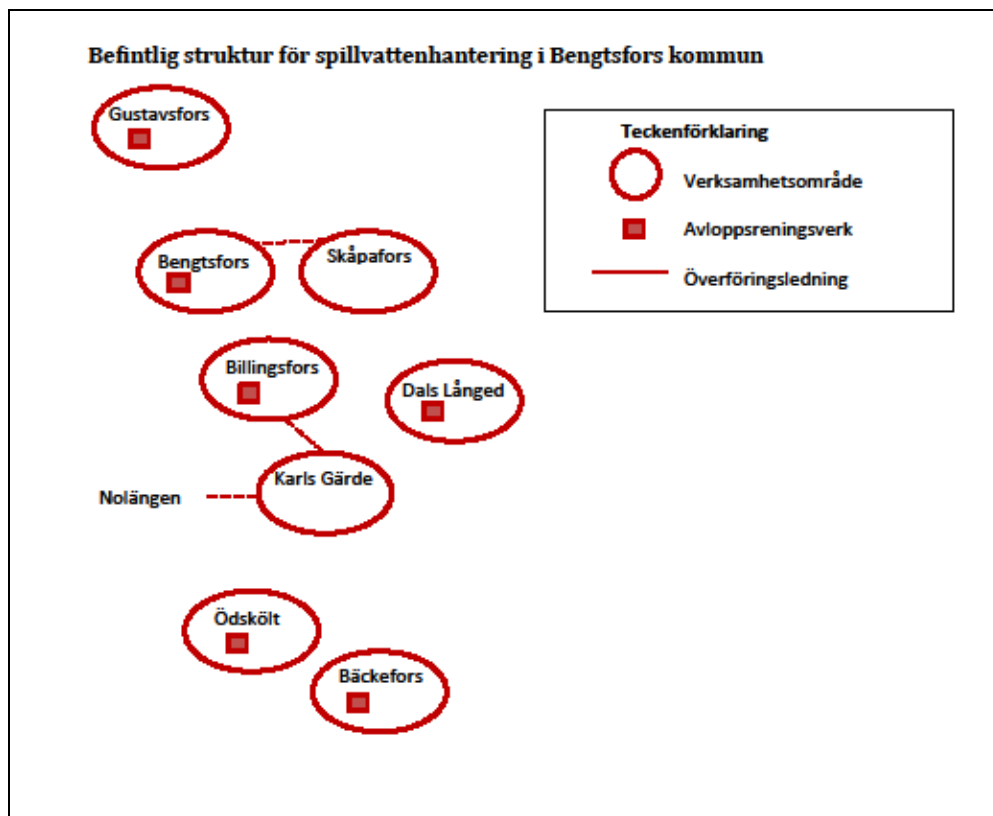 Befintlig struktur för spillvattenhantering i Bengtsfors kommun
Gustavsfors
Teckenförklaring
Verksamhetsområde
Avloppsreningsverk
Överföringsledning
Bengtsfors
Skåpafors
Billingsfors
Dals Långed
Karls Gärde
Nolängen
Ödskölt
Bäckefors